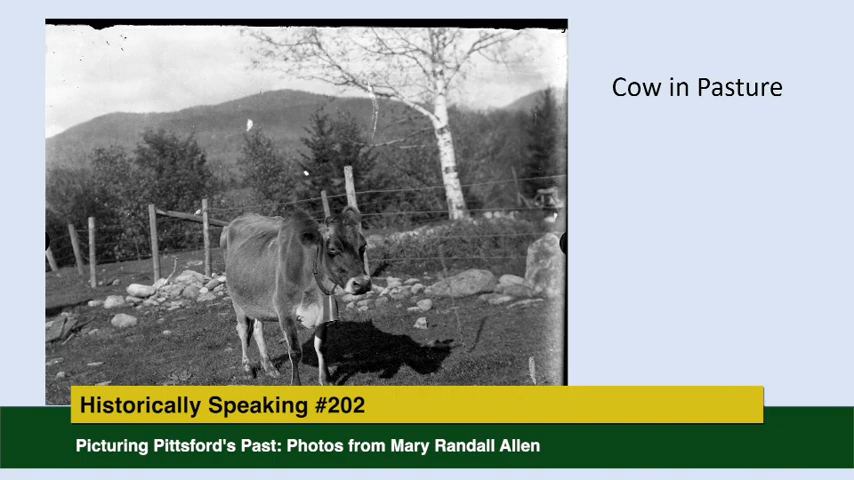 Cow in Pasture
Historically Speaking #202
Picturing Pittsford's Past: Photos from Mary Randall Allen